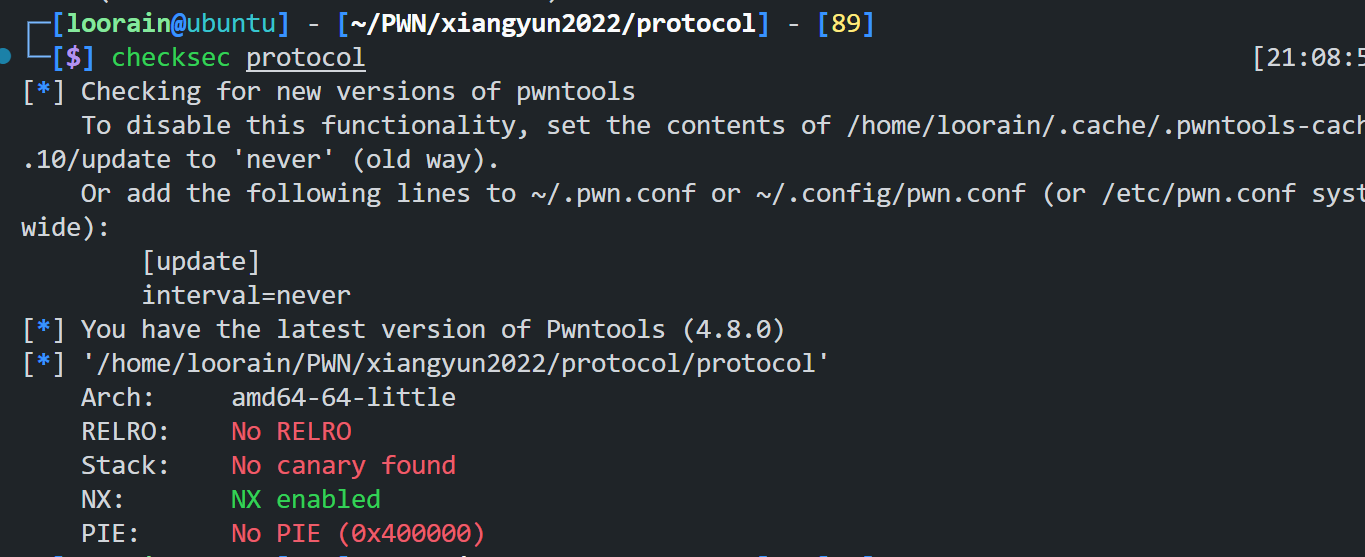 [loorain@ubuntu] - [~/PWN/xiangyun2022/protocol] - [89]
[$] checksec protocol [21:08:5
[*] Checking for new versions of pwntools
To disable this functionality, set the contents of /home/loorain/.cache/.pwntools-cach
.10/update to 'never' (old way).
Or add the following lines to ~/.pwn.conf or ~/.config/pwn.conf (or /etc/pwn.conf syst
wide):
[update]
interval=never
[*] You have the latest version of Pwntools (4.8.0)
[*] '/home/loorain/PWN/xiangyun2022/protocol/protocol'
Arch: amd64-64-little
RELRO: No RELRO
Stack: No canary found
NX: NX enabled
PIE: No PIE (0x400000)